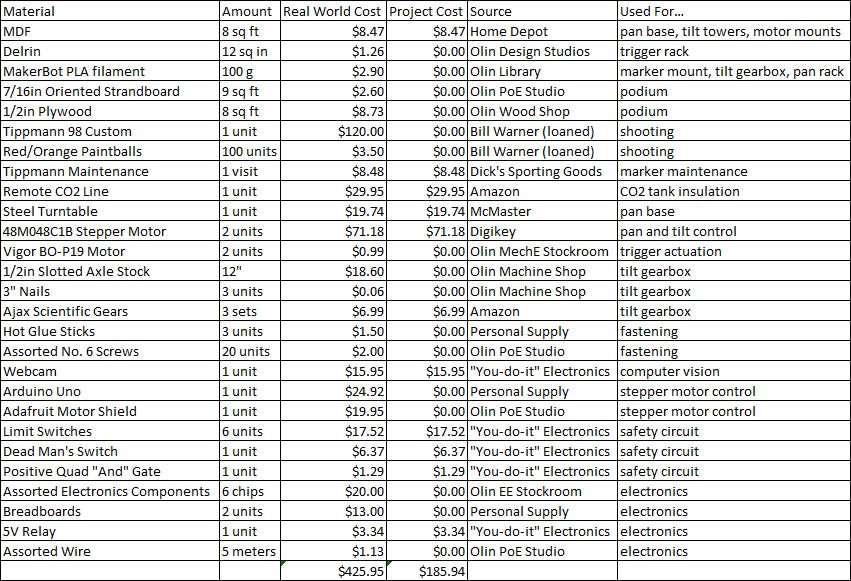 Material Amount Real World Cost Project Cost Source Used For...
MDF 8 sq ft $8.47 $8.47 Home Depot pan base, tilt towers, motor mounts
Delrin 12 sq in $1.26 $0.00 Olin Design Studios trigger rack
MakerBot PLA filament 100 g $2.90 $0.00 Olin Library marker mount, tilt gearbox, pan rack
7/16in Oriented Strandboard 9 sq ft $2.60 $0.00 Olin PoE Studio podium
1/2in Plywood 8 sq ft $8.73 $0.00 Olin Wood Shop podium
Tippmann 98 Custom 1 unit $120.00 $0.00 Bill Warner (loaned) shooting
Red/Orange Paintballs 100 units $3.50 $0.00 Bill Warner (loaned) shooting
Tippmann Maintenance 1 visit $8.48 $8.48 Dick's Sporting Goods marker maintenance
Remote CO2 Line 1 unit $29.95 $29.95 Amazon CO2 tank insulation
Steel Turntable 1 unit $19.74 $19.74 McMaster pan base
48M048C1B Stepper Motor 2 units $71.18 $71.18 Digikey pan and tilt control
Vigor BO-P19 Motor 2 units $0.99 $0.00 Olin MechE Stockroom trigger actuation
1/2in Slotted Axle Stock 12" $18.60 $0.00 Olin Machine Shop tilt gearbox
3" Nails 3 units $0.06 $0.00 Olin Machine Shop tilt gearbox
Ajax Scientific Gears 3 sets $6.99 $6.99 Amazon tilt gearbox
Hot Glue Sticks 3 units $1.50 $0.00 Personal Supply fastening
Assorted No. 6 Screws 20 units $2.00 $0.00 Olin PoE Studio fastening
Webcam 1 unit $15.95 $15.95 "You-do-it" Electronics computer vision
Arduino Uno 1 unit $24.92 $0.00 Personal Supply stepper motor control
Adafruit Motor Shield 1 unit $19.95 $0.00 Olin PoE Studio stepper motor control
Limit Switches 6 units $17.52 $17.52 "You-do-it" Electronics safety circuit
Dead Man's Switch 1 unit $6.37 $6.37 "You-do-it" Electronics safety circuit
Positive Quad "And" Gate 1 unit $1.29 $1.29 "You-do-it" Electronics safety circuit
Assorted Electronics Components 6 chips $20.00 $0.00 Olin EE Stockroom electronics
Breadboards 2 units $13.00 $0.00 Personal Supply electronics
5V Relay 1 unit $3.34 $3.34 "You-do-it" Electronics electronics
Assorted Wire 5 meters $1.13 $0.00 Olin PoE Studio electronics
$425.95 $185.94